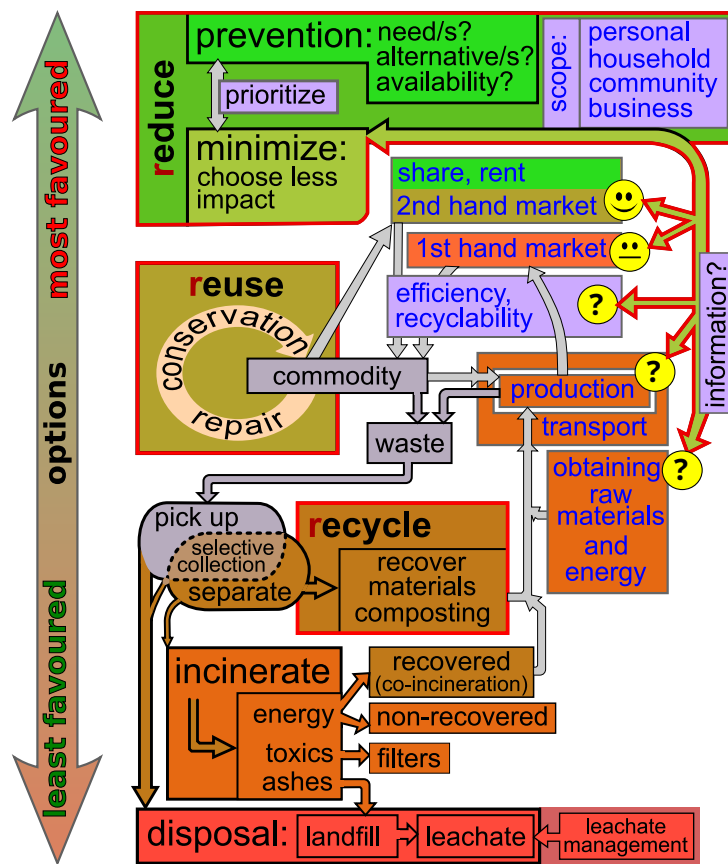 most favoured
options
least favoured
reduce
prevention:
need/s?
alternative/s?
availability?
scope:
personal
household
community
business
prioritize
minimize:
choose less
impact
share, rent
2nd hand market
1st hand market
efficiency,
recyclability
?
information?
reuse
conservation
repair
commodity
production
?
transport
waste
obtaining
raw
materials
and
energy
?
pick up
selective
collection
separate
recycle
recover
materials
composting
incinerate
energy
toxics
ashes
recovered
(co-incineration)
non-recovered
filters
disposal:
landfill
leachate
leachate
management